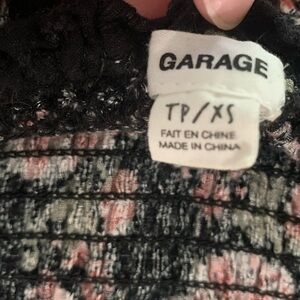 GARAGE
TP/XS
FAIT EN CHINE
MADE IN CHINA